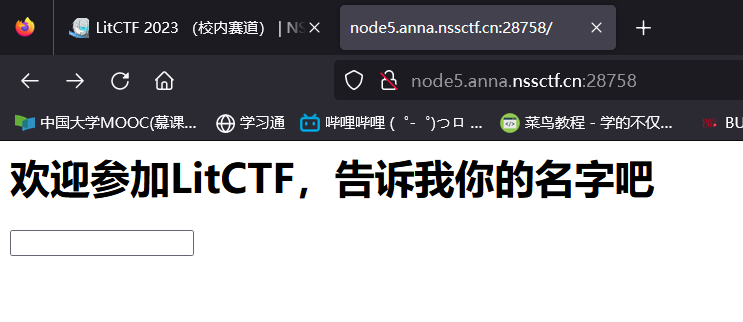 LitCTF 2023 （校内赛道）| NS
node5.anna.nssctf.cn:28758/
node5.anna.nssctf.cn:28758
中国大学MOOC(慕课...
学习通
哔哩哔哩 (゜-゜)つロ ...
菜鸟教程 - 学的不仅...
BU
欢迎参加LitCTF，告诉我你的名字吧